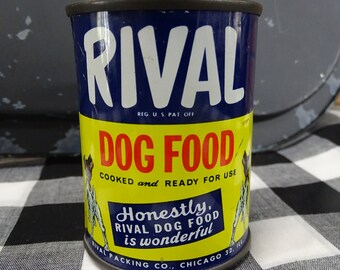 RIVAL
REG U S PAT OFF
DOG FOOD
COOKED and READY FOR USE
Honestly,
RIVAL DOG FOOD
is wonderful
RIVAL PACKING CO., CHICAGO 32